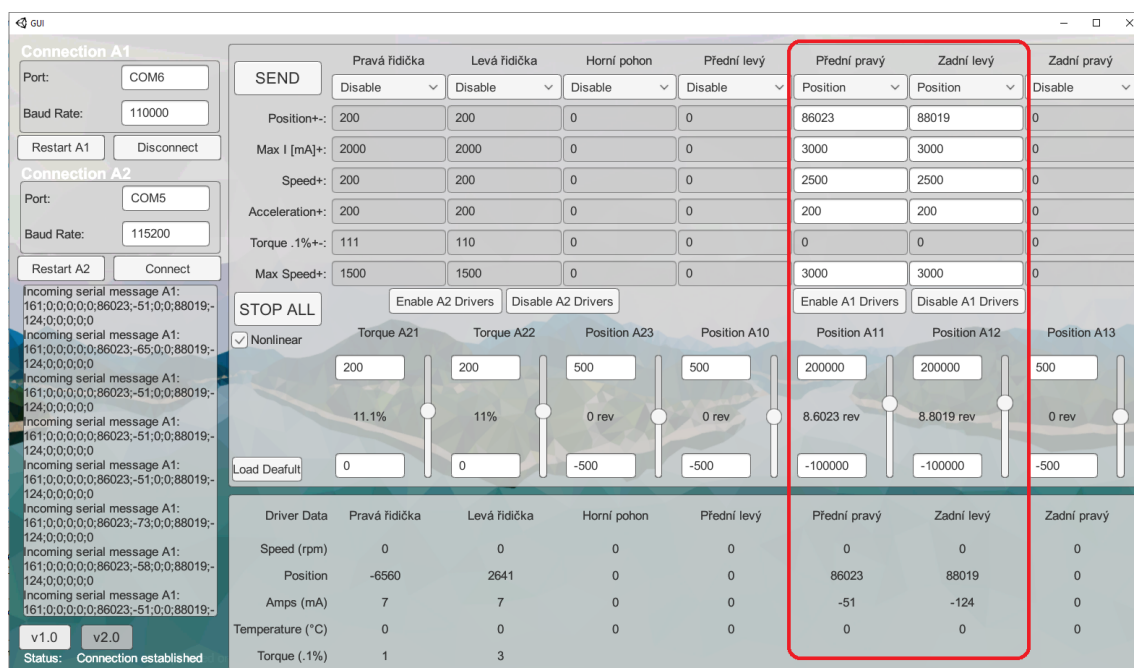 GUI
Connection A1
Port: COM6
Baud Rate: 110000
Restart A1 Disconnect
Connection A2
Port: COM5
Baud Rate: 115200
Restart A2 Connect
Incoming serial message A1:
161;0;0;0;0;0;86023;-51;0;0;88019;-
124;0;0;0;0;0
Incoming serial message A1:
161;0;0;0;0;0;86023;-65;0;0;88019;-
124;0;0;0;0;0
Incoming serial message A1:
161;0;0;0;0;0;86023;-51;0;0;88019;-
124;0;0;0;0;0
Incoming serial message A1:
161;0;0;0;0;0;86023;-51;0;0;88019;-
124;0;0;0;0;0
Incoming serial message A1:
161;0;0;0;0;0;86023;-51;0;0;88019;-
124;0;0;0;0;0
Incoming serial message A1:
161;0;0;0;0;0;86023;-73;0;0;88019;-
124;0;0;0;0;0
Incoming serial message A1:
161;0;0;0;0;0;86023;-58;0;0;88019;-
124;0;0;0;0;0
Incoming serial message A1:
161;0;0;0;0;0;86023;-51;0;0;88019;-
v1.0 v2.0
Status: Connection established
Pravá řidička Levá řidička Horní pohon Přední levý Přední pravý Zadní levý Zadní pravý
SEND Disable Disable Disable Disable Position Position Disable
Position+-: 200 200 0 0 86023 88019 0
Max I [mA]+: 2000 2000 0 0 3000 3000 0
Speed+: 200 200 0 0 2500 2500 0
Acceleration+: 200 200 0 0 200 200 0
Torque .1%+-: 111 110 0 0 0 0 0
Max Speed+: 1500 1500 0 0 3000 3000 0
STOP ALL Enable A2 Drivers Disable A2 Drivers Enable A1 Drivers Disable A1 Drivers
Nonlinear Torque A21 Torque A22 Position A23 Position A10 Position A11 Position A12 Position A13
200 200 500 500 200000 200000 500
11.1% 11% 0 rev 0 rev 8.6023 rev 8.8019 rev 0 rev
Load Deafult 0 0 -500 -500 -100000 -100000 -500
Driver Data Pravá řidička Levá řidička Horní pohon Přední levý Přední pravý Zadní levý Zadní pravý
Speed (rpm) 0 0 0 0 0 0 0
Position -6560 2641 0 0 86023 88019 0
Amps (mA) 7 7 0 0 -51 -124 0
Temperature (°C) 0 0 0 0 0 0 0
Torque (.1%) 1 3